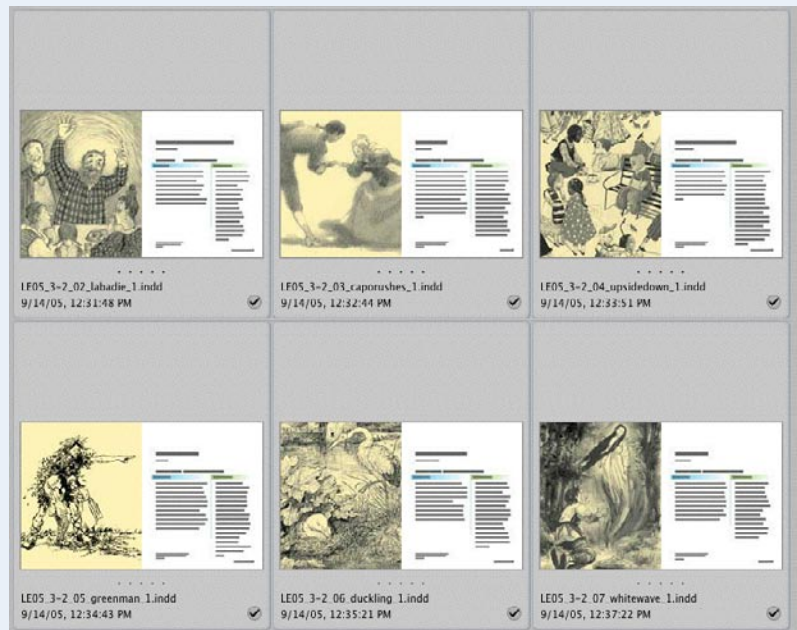 LE05_3-2_02_labadie_1.indd
9/14/05, 12:31:48 PM
LE05_3-2_03_caporushes_1.indd
9/14/05, 12:32:44 PM
LE05_3-2_04_upsidedown_1.indd
9/14/05, 12:33:51 PM
LE05_3-2_05_greenman_1.indd
9/14/05, 12:34:43 PM
LE05_3-2_06_duckling_1.indd
9/14/05, 12:35:21 PM
LE05_3-2_07_whitewave_1.indd
9/14/05, 12:37:22 PM